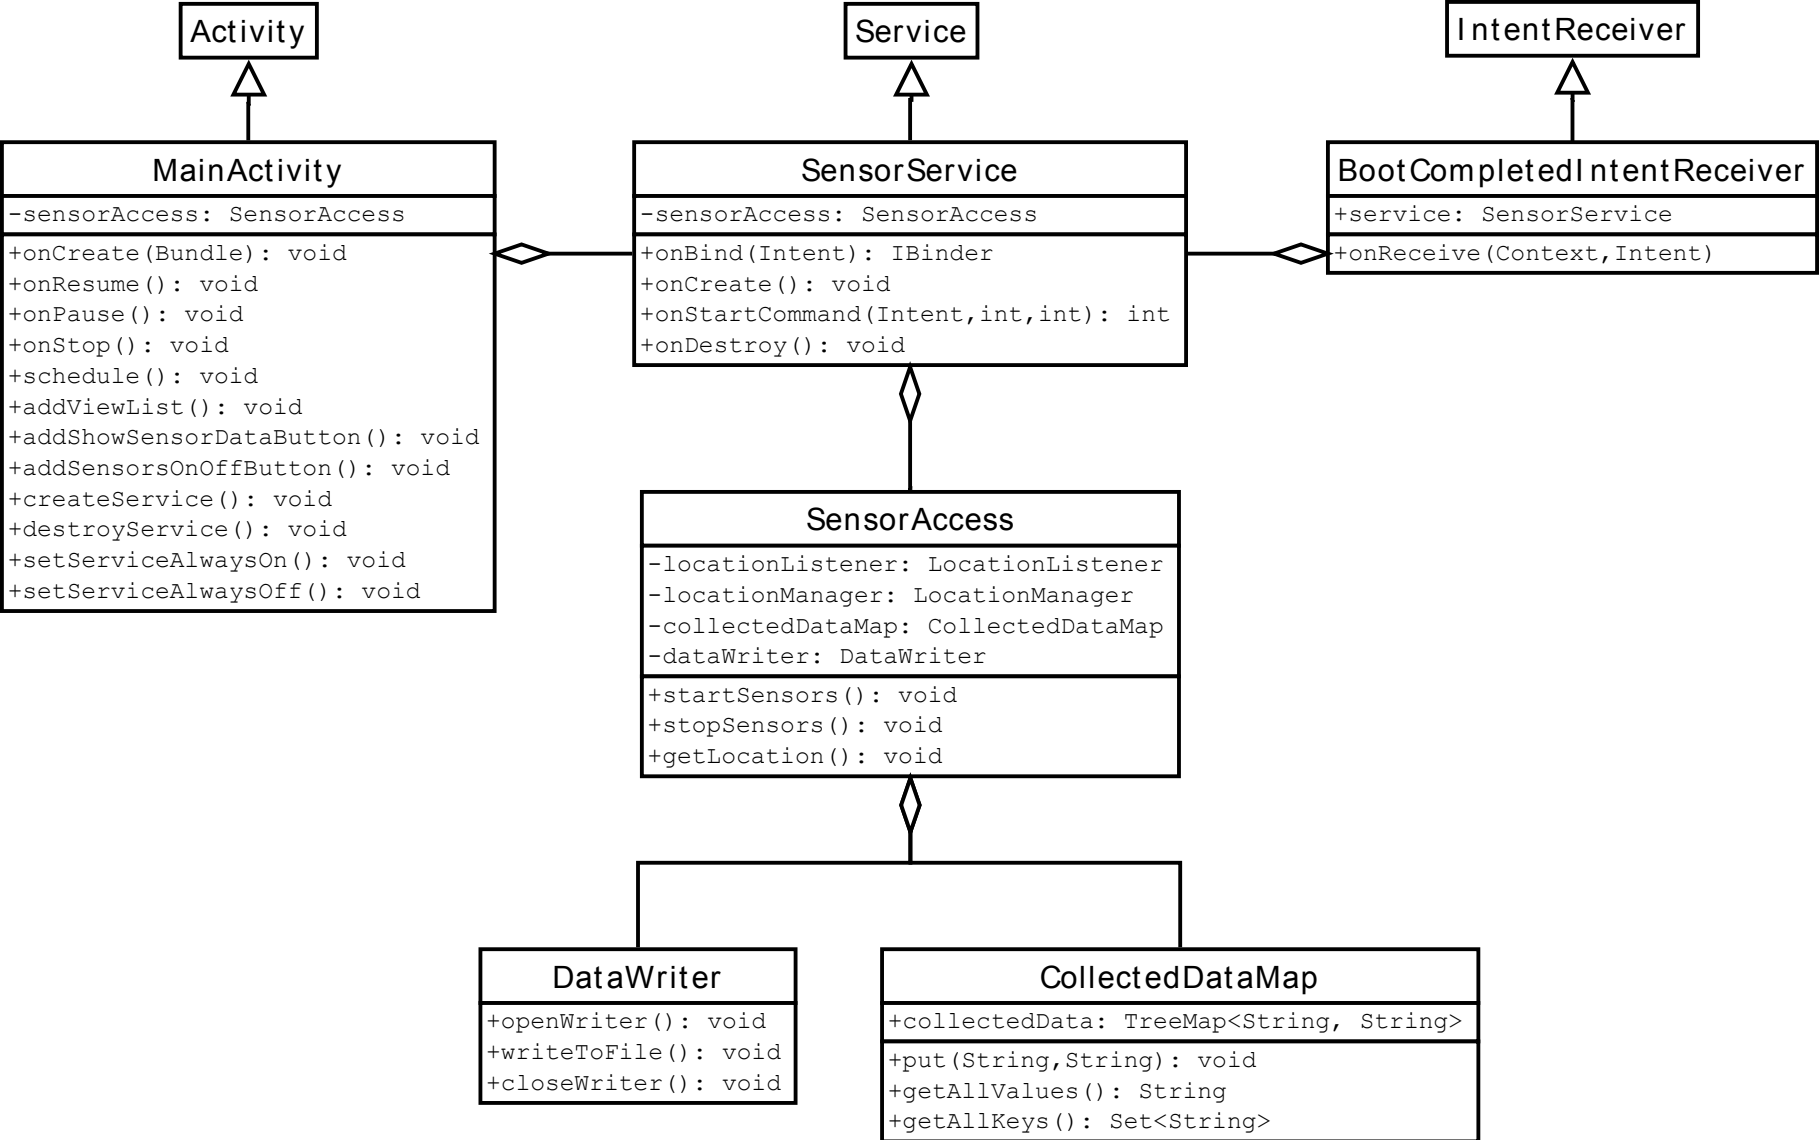 Activity
Service
IntentReceiver
MainActivity
-sensorAccess: SensorAccess
+onCreate(Bundle): void
+onResume(): void
+onPause(): void
+onStop(): void
+schedule(): void
+addViewList(): void
+addShowSensorDataButton(): void
+addSensorsOnOffButton(): void
+createService(): void
+destroyService(): void
+setServiceAlwaysOn(): void
+setServiceAlwaysOff(): void
SensorService
-sensorAccess: SensorAccess
+onBind(Intent): IBinder
+onCreate(): void
+onStartCommand(Intent,int,int): int
+onDestroy(): void
BootCompletedIntentReceiver
+service: SensorService
+onReceive(Context,Intent)
SensorAccess
-locationListener: LocationListener
-locationManager: LocationManager
-collectedDataMap: CollectedDataMap
-dataWriter: DataWriter
+startSensors(): void
+stopSensors(): void
+getLocation(): void
DataWriter
+openWriter(): void
+writeToFile(): void
+closeWriter(): void
CollectedDataMap
+collectedData: TreeMap<String, String>
+put(String,String): void
+getAllValues(): String
+getAllKeys(): Set<String>